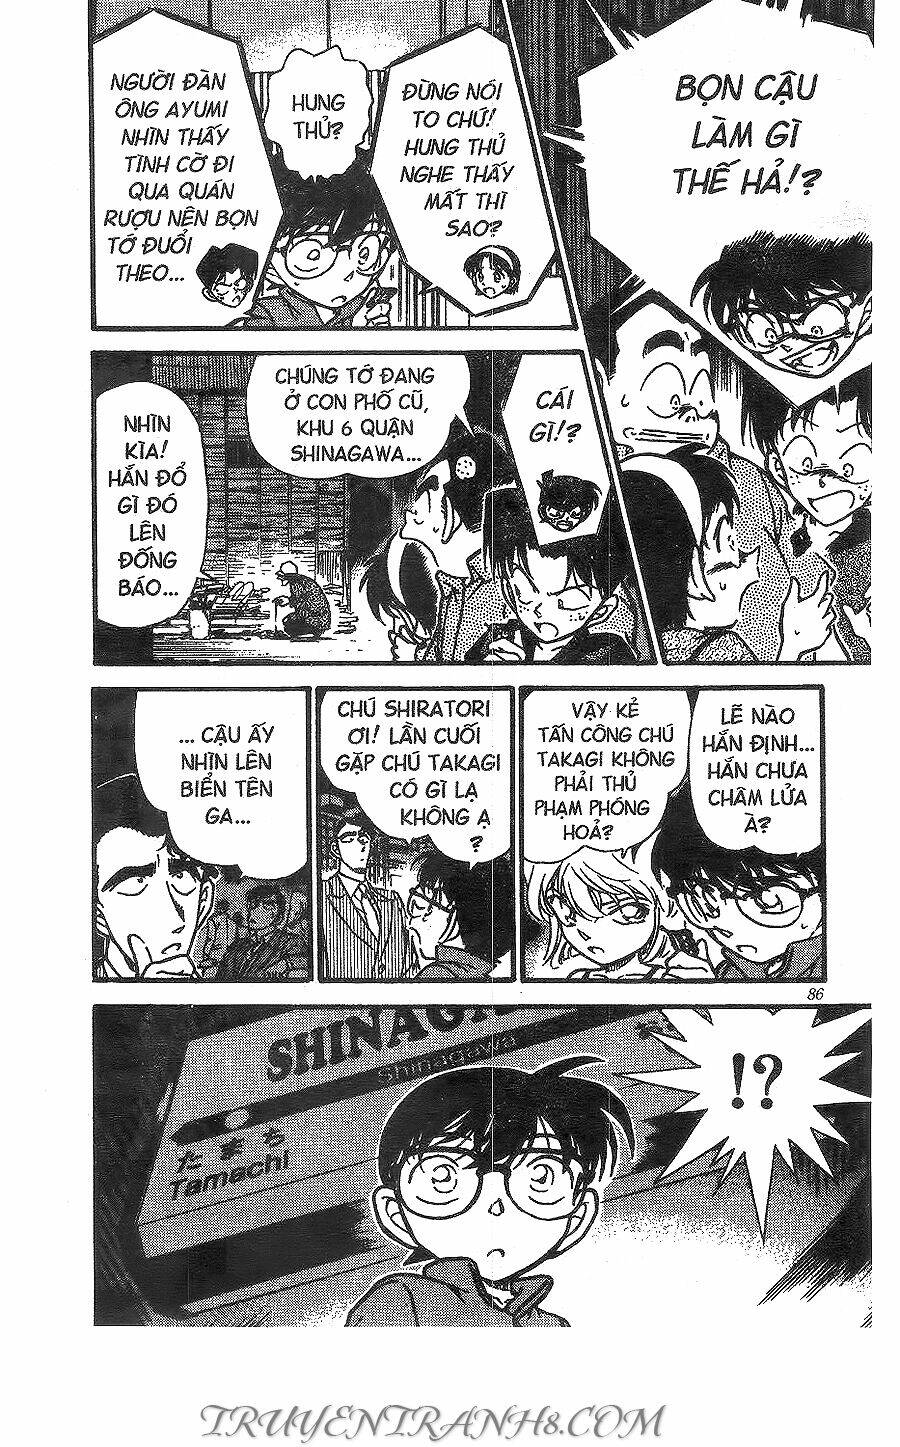 BỌN CẬU
LÀM GÌ
THẾ HẢ!?
ĐỪNG NÓI
TO CHỨ!
HUNG THỦ
NGHE THẤY
MẤT THÌ
SAO?
HUNG
THỦ?
NGƯỜI ĐÀN
ÔNG AYUMI
NHÌN THẤY
TÌNH CỜ ĐI
QUA QUÁN
RƯỢU NÊN BỌN
TỚ ĐUỔI
THEO...
CÁI
GÌ!?
CHÚNG TỚ ĐANG
Ở CON PHỐ CŨ,
KHU 6 QUẬN
SHINAGAWA...
NHÌN
KÌA!
HẮN ĐỔ
GÌ ĐÓ
LÊN
ĐỐNG
BÁO...
LẼ NÀO
HẮN ĐỊNH...
HẮN CHƯA
CHÂM LỬA
À?
VẬY KẺ
TẤN CÔNG CHÚ
TAKAGI KHÔNG
PHẢI THỦ
PHẠM PHÓNG
HOẢ?
CHÚ SHIRATORI
ƠI! LẦN CUỐI
GẶP CHÚ TAKAGI
CÓ GÌ LẠ
KHÔNG Ạ
?
... CẬU ẤY
NHÌN LÊN
BIỂN TÊN
GA...
86
!?
SHINAGA
Shinagawa
たまち
Tamachi
TRUYENTRANH8.COM